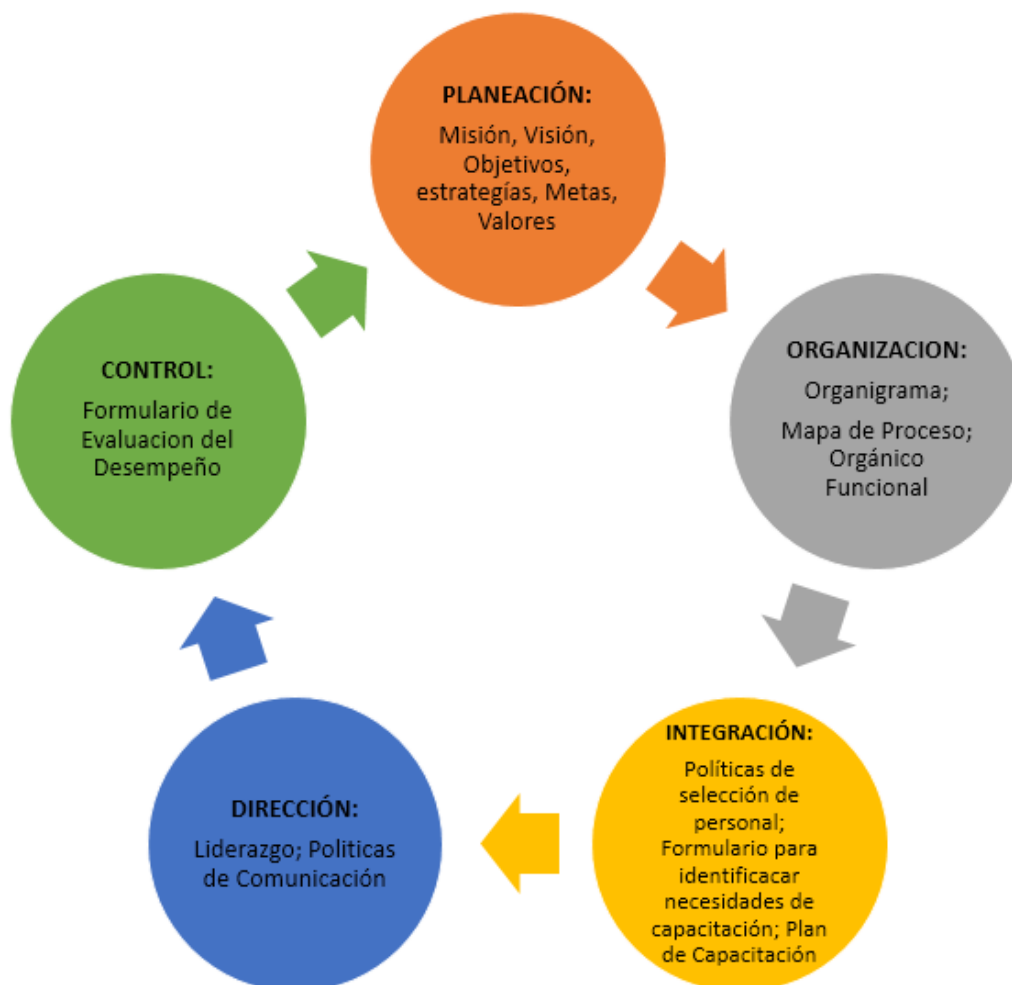 PLANEACIÓN:
Misión, Visión,
Objetivos,
estrategías, Metas,
Valores
ORGANIZACION:
Organigrama;
Mapa de Proceso;
Orgánico
Funcional
INTEGRACIÓN:
Políticas de
selección de
personal;
Formulario para
identificacar
necesidades de
capacitación; Plan
de Capacitación
DIRECCIÓN:
Liderazgo; Politicas
de Comunicación
CONTROL:
Formulario de
Evaluacion del
Desempeño